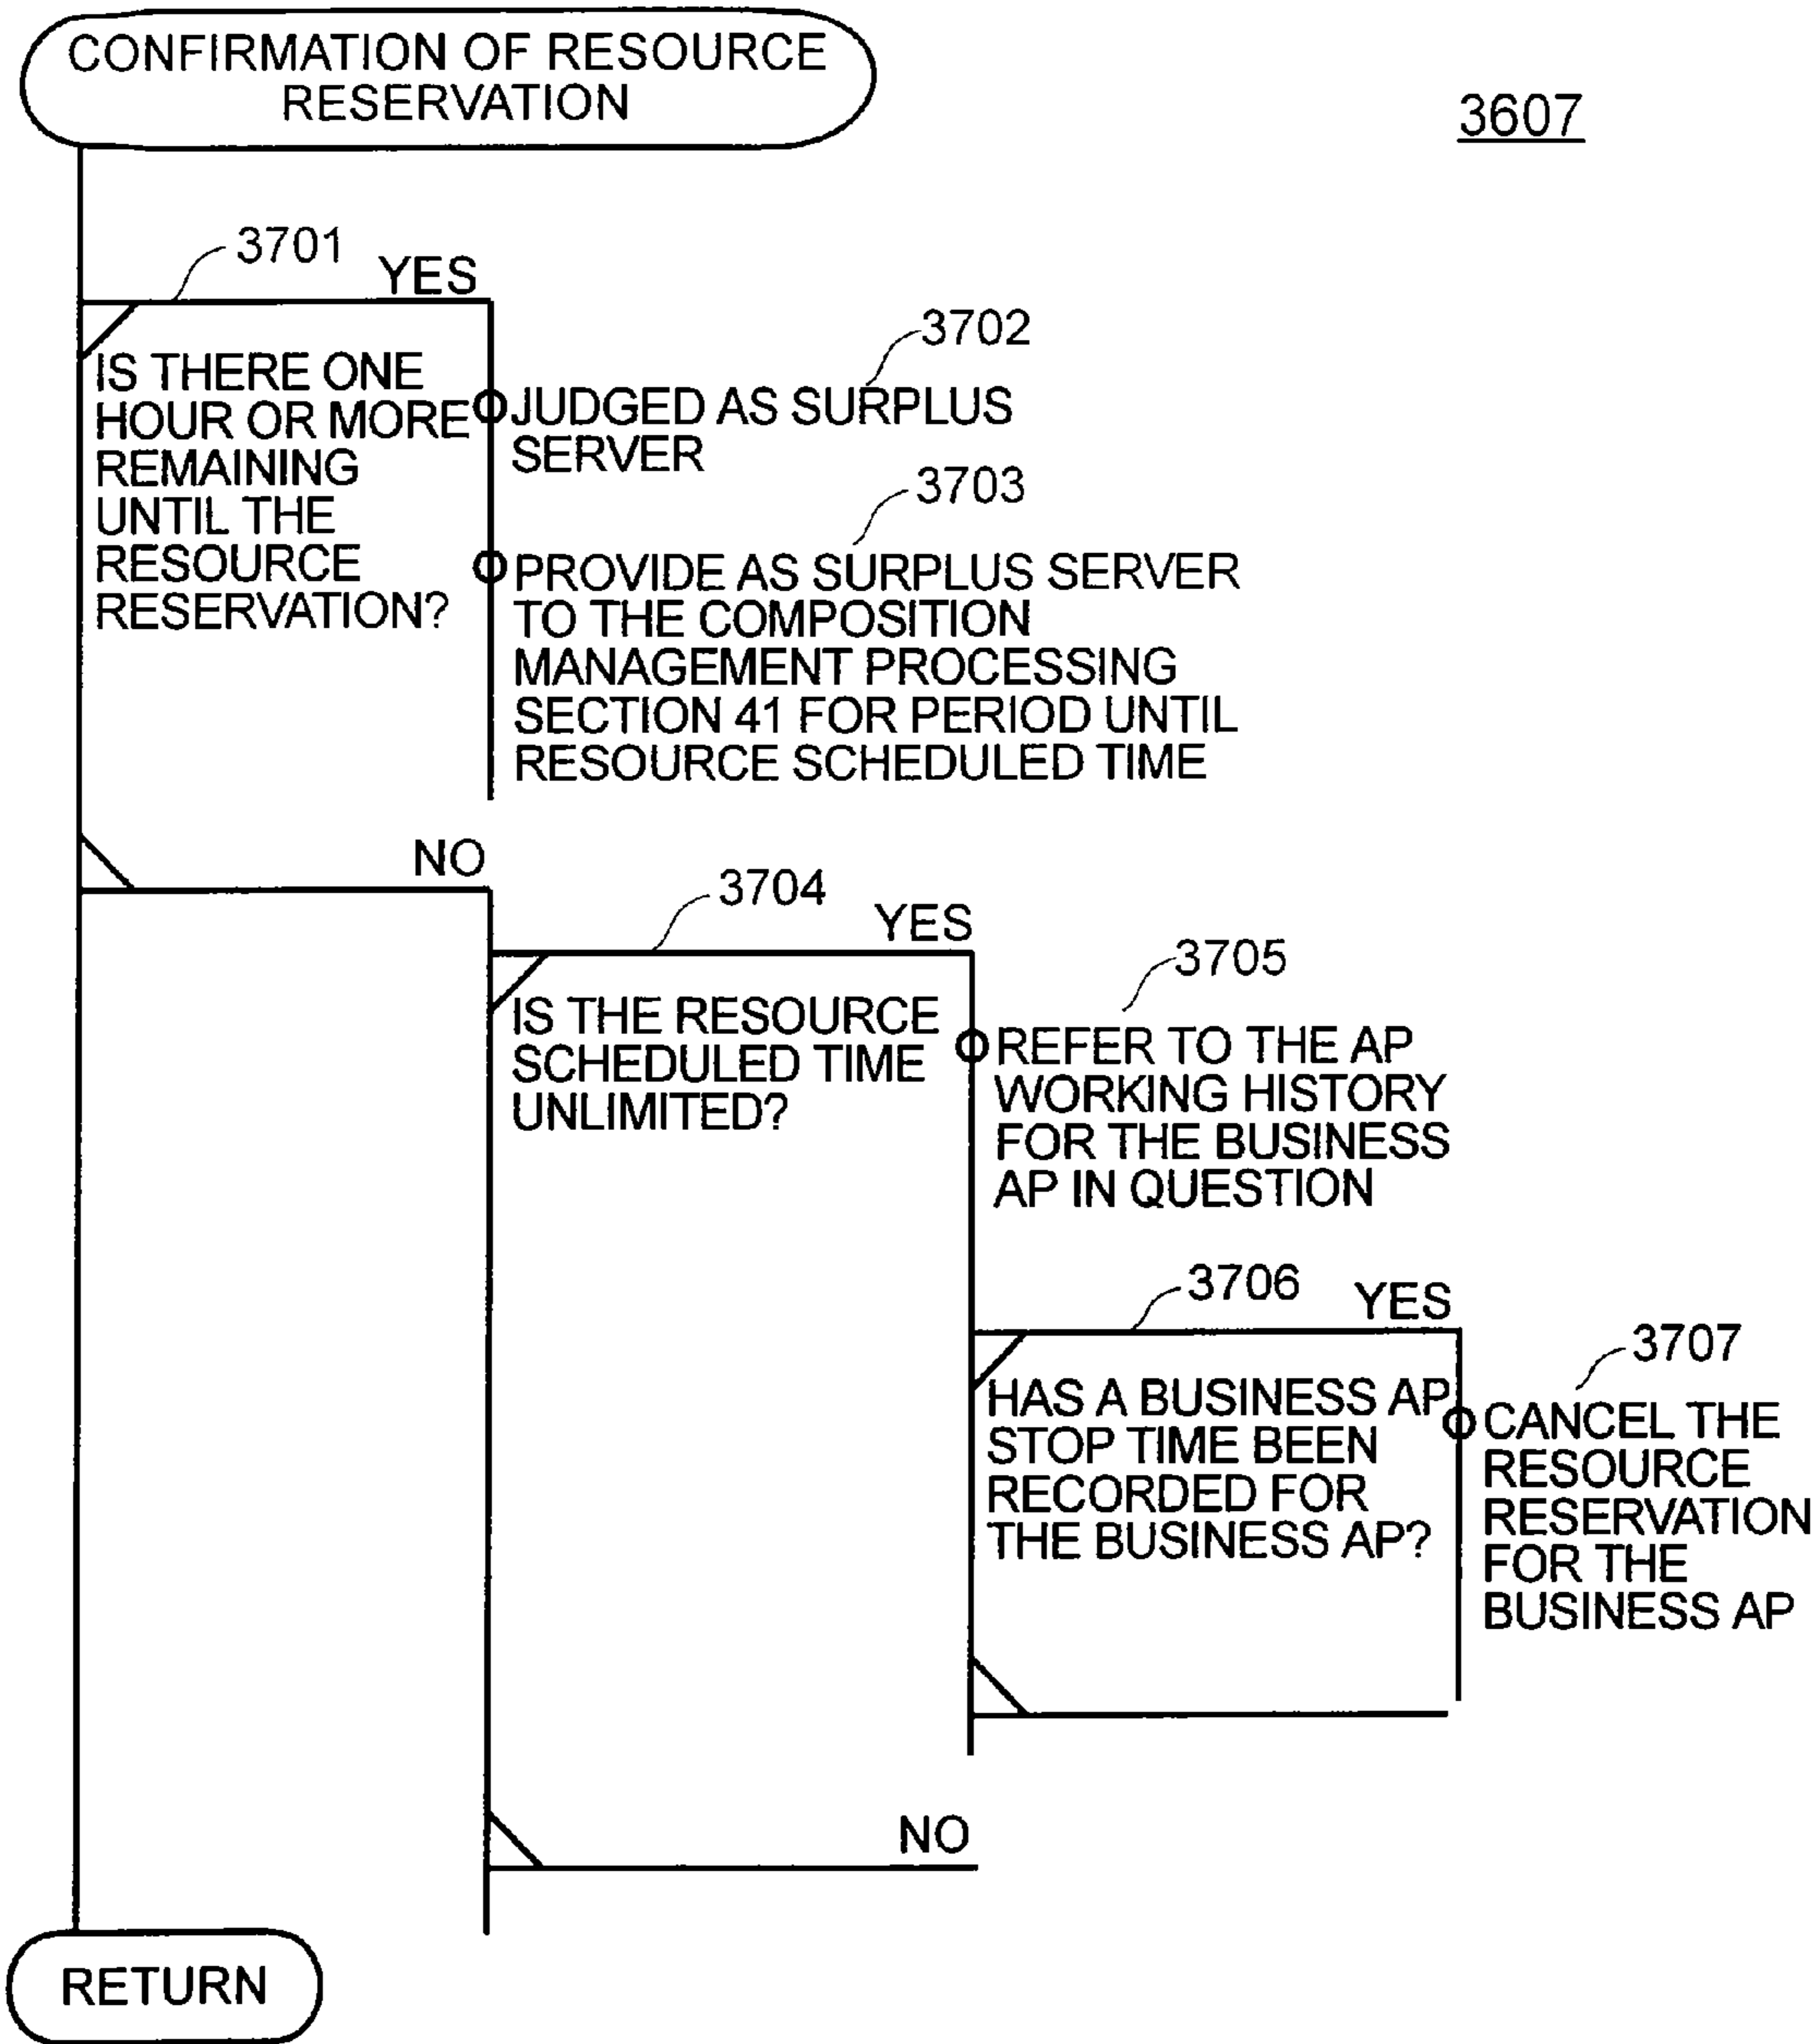 CONFIRMATION OF RESOURCE
RESERVATION
3607
3701
YES
IS THERE ONE
HOUR OR MORE
REMAINING
UNTIL THE
RESOURCE
RESERVATION?
3702
JUDGED AS SURPLUS
SERVER
3703
PROVIDE AS SURPLUS SERVER
TO THE COMPOSITION
MANAGEMENT PROCESSING
SECTION 41 FOR PERIOD UNTIL
RESOURCE SCHEDULED TIME
NO
3704
YES
IS THE RESOURCE
SCHEDULED TIME
UNLIMITED?
3705
REFER TO THE AP
WORKING HISTORY
FOR THE BUSINESS
AP IN QUESTION
3706
YES
HAS A BUSINESS AP
STOP TIME BEEN
RECORDED FOR
THE BUSINESS AP?
3707
CANCEL THE
RESOURCE
RESERVATION
FOR THE
BUSINESS AP
NO
RETURN